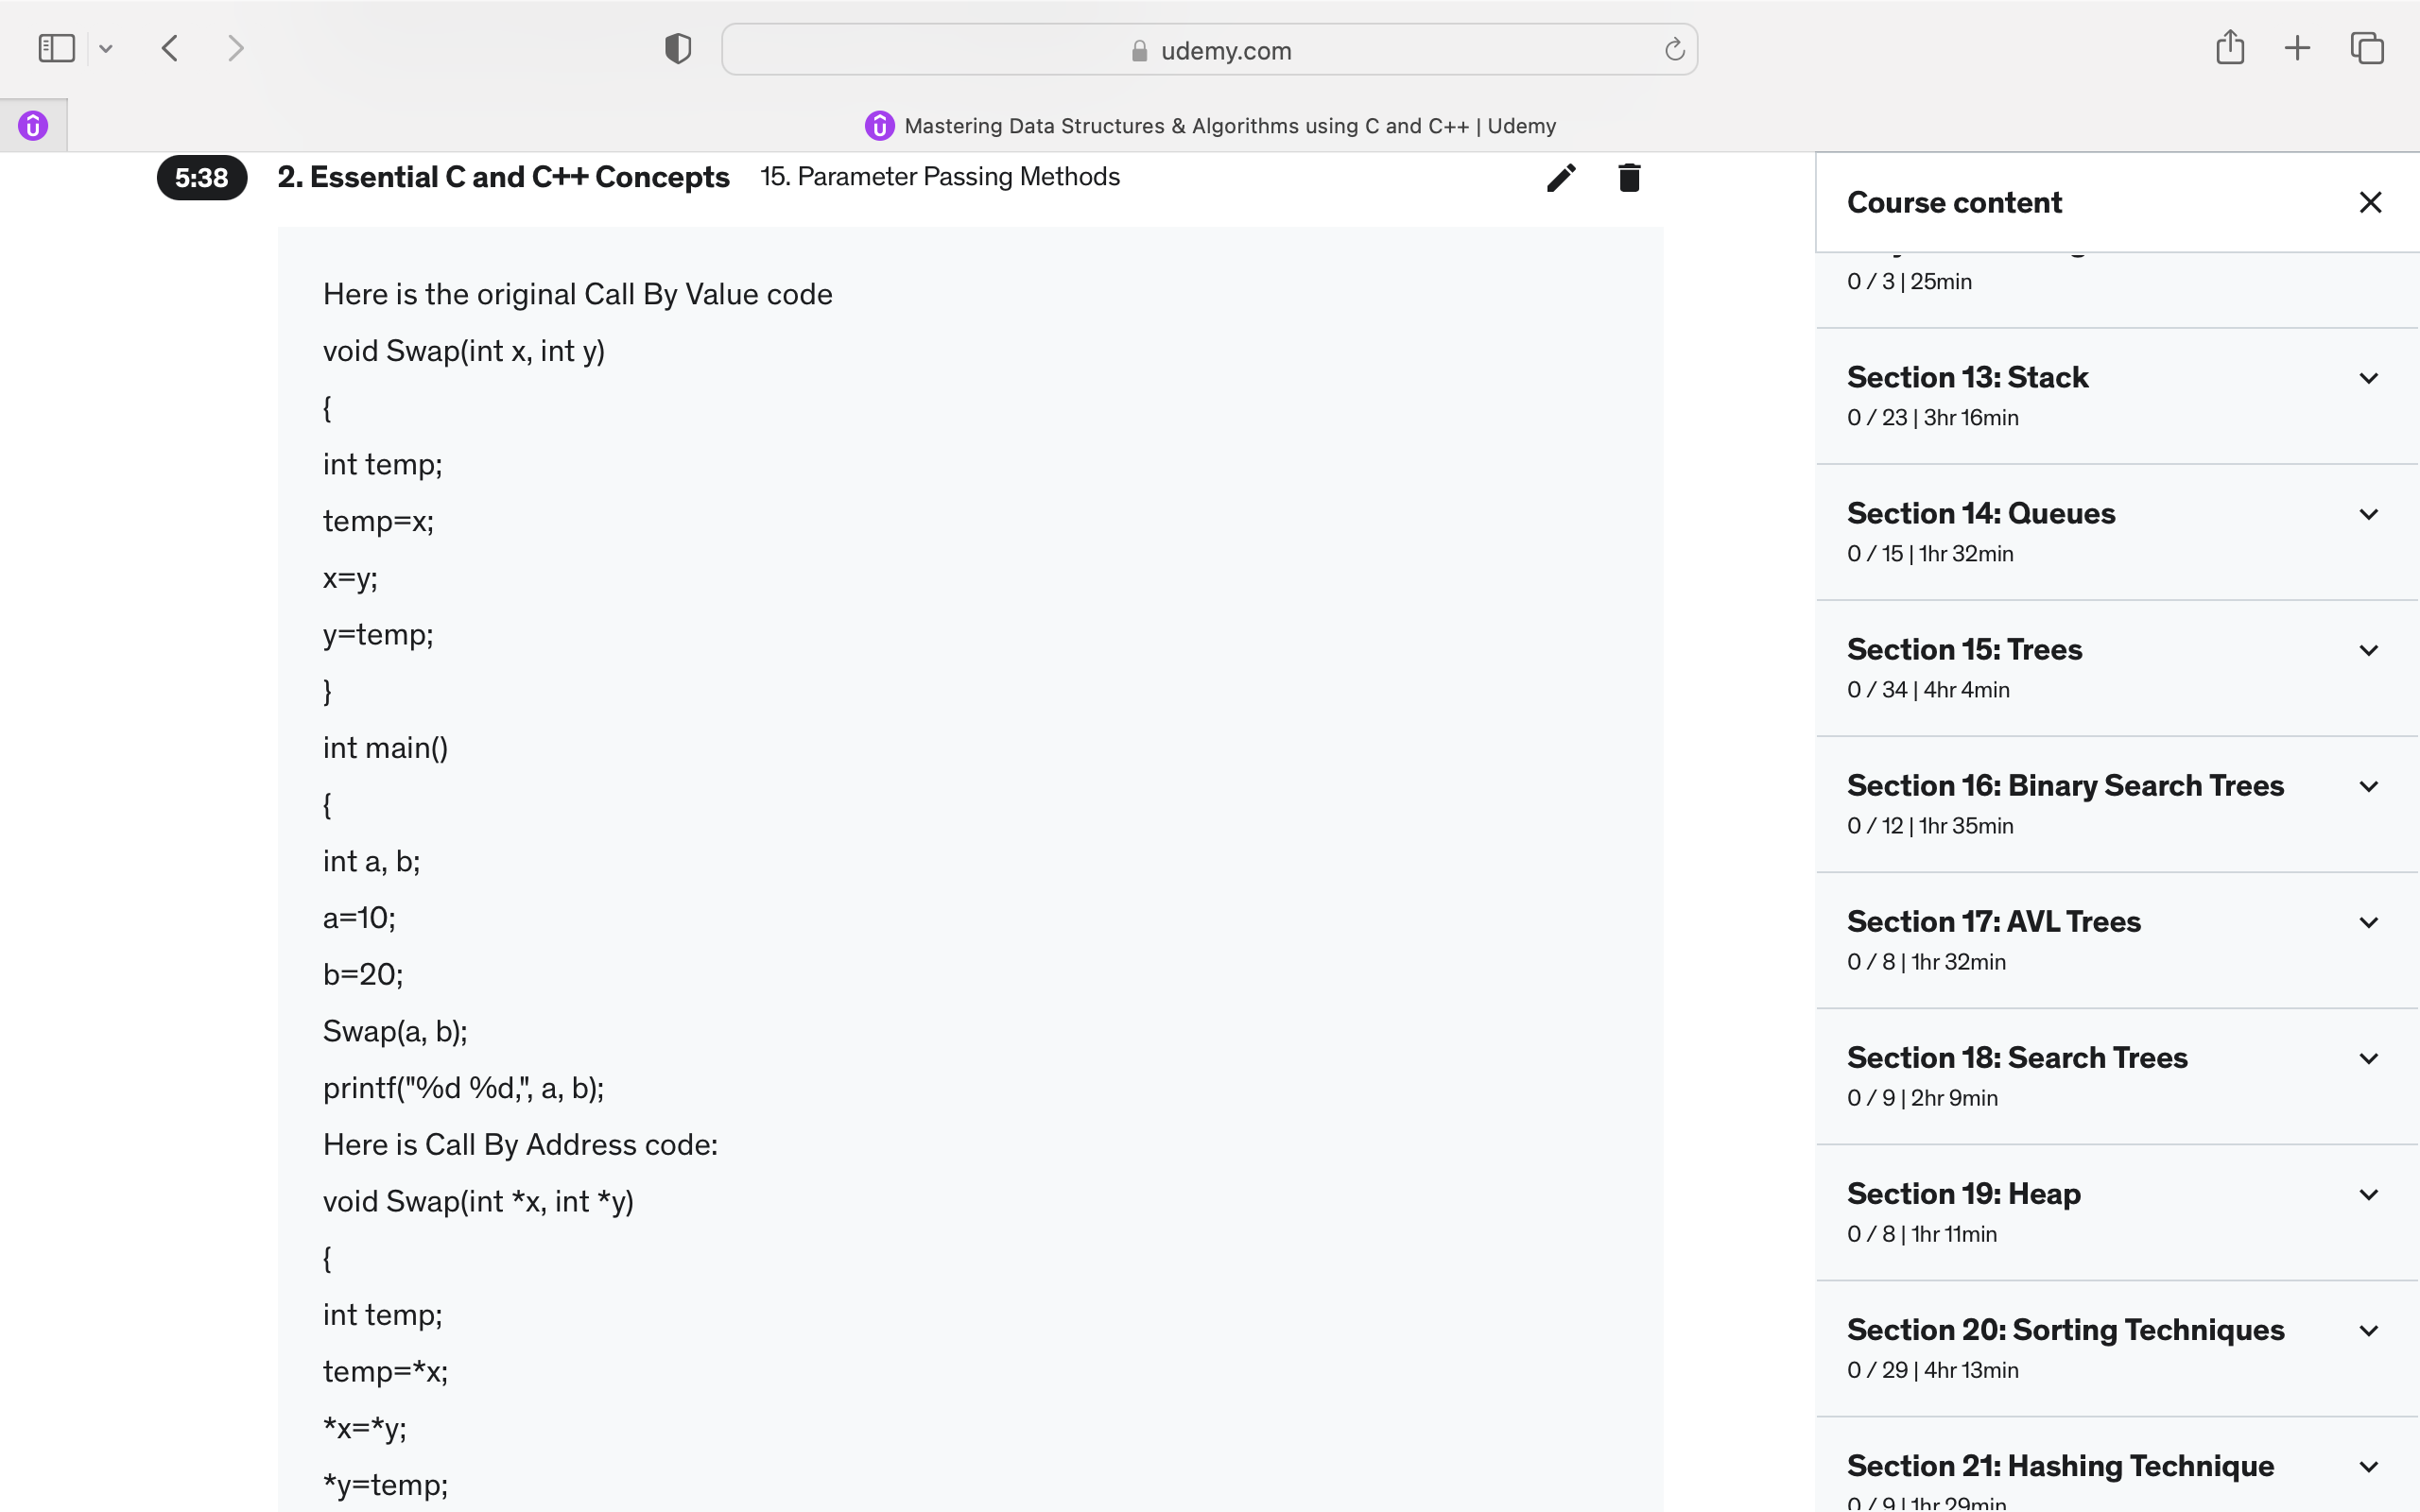 udemy.com
Mastering Data Structures & Algorithms using C and C++ | Udemy
5:38 2. Essential C and C++ Concepts 15. Parameter Passing Methods
Here is the original Call By Value code
void Swap(int x, int y)
{
int temp;
temp=x;
x=y;
y=temp;
}
int main()
{
int a, b;
a=10;
b=20;
Swap(a, b);
printf("%d %d,", a, b);
Here is Call By Address code:
void Swap(int *x, int *y)
{
int temp;
temp=*x;
*x=*y;
*y=temp;
Course content
0 / 3 | 25min
Section 13: Stack
0 / 23 | 3hr 16min
Section 14: Queues
0 / 15 | 1hr 32min
Section 15: Trees
0 / 34 | 4hr 4min
Section 16: Binary Search Trees
0 / 12 | 1hr 35min
Section 17: AVL Trees
0 / 8 | 1hr 32min
Section 18: Search Trees
0 / 9 | 2hr 9min
Section 19: Heap
0 / 8 | 1hr 11min
Section 20: Sorting Techniques
0 / 29 | 4hr 13min
Section 21: Hashing Technique
0 / 9 | 1hr 29min